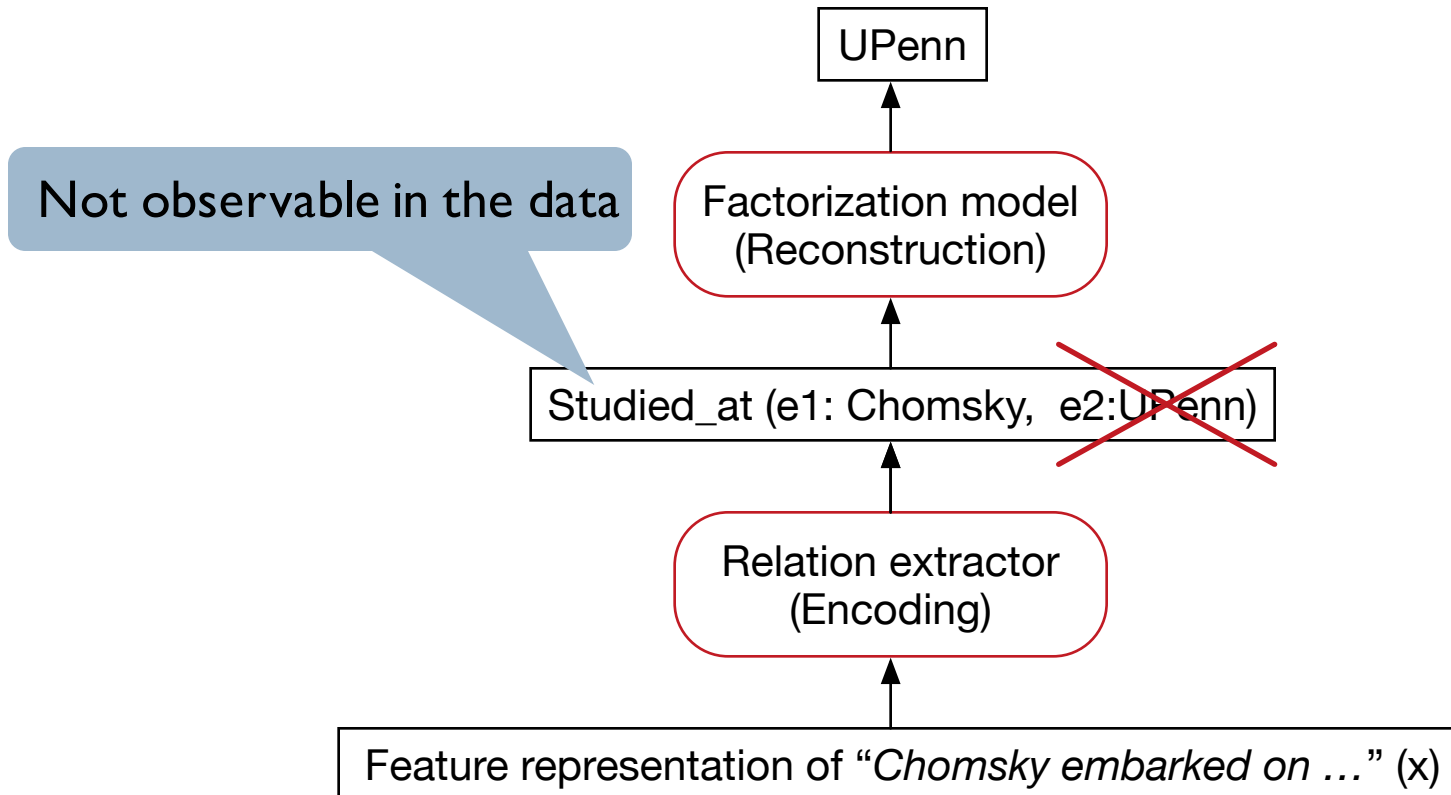 UPenn
Not observable in the data
Factorization model
(Reconstruction)
Studied_at (e1: Chomsky, e2:UPenn)
Relation extractor
(Encoding)
Feature representation of “Chomsky embarked on …” (x)